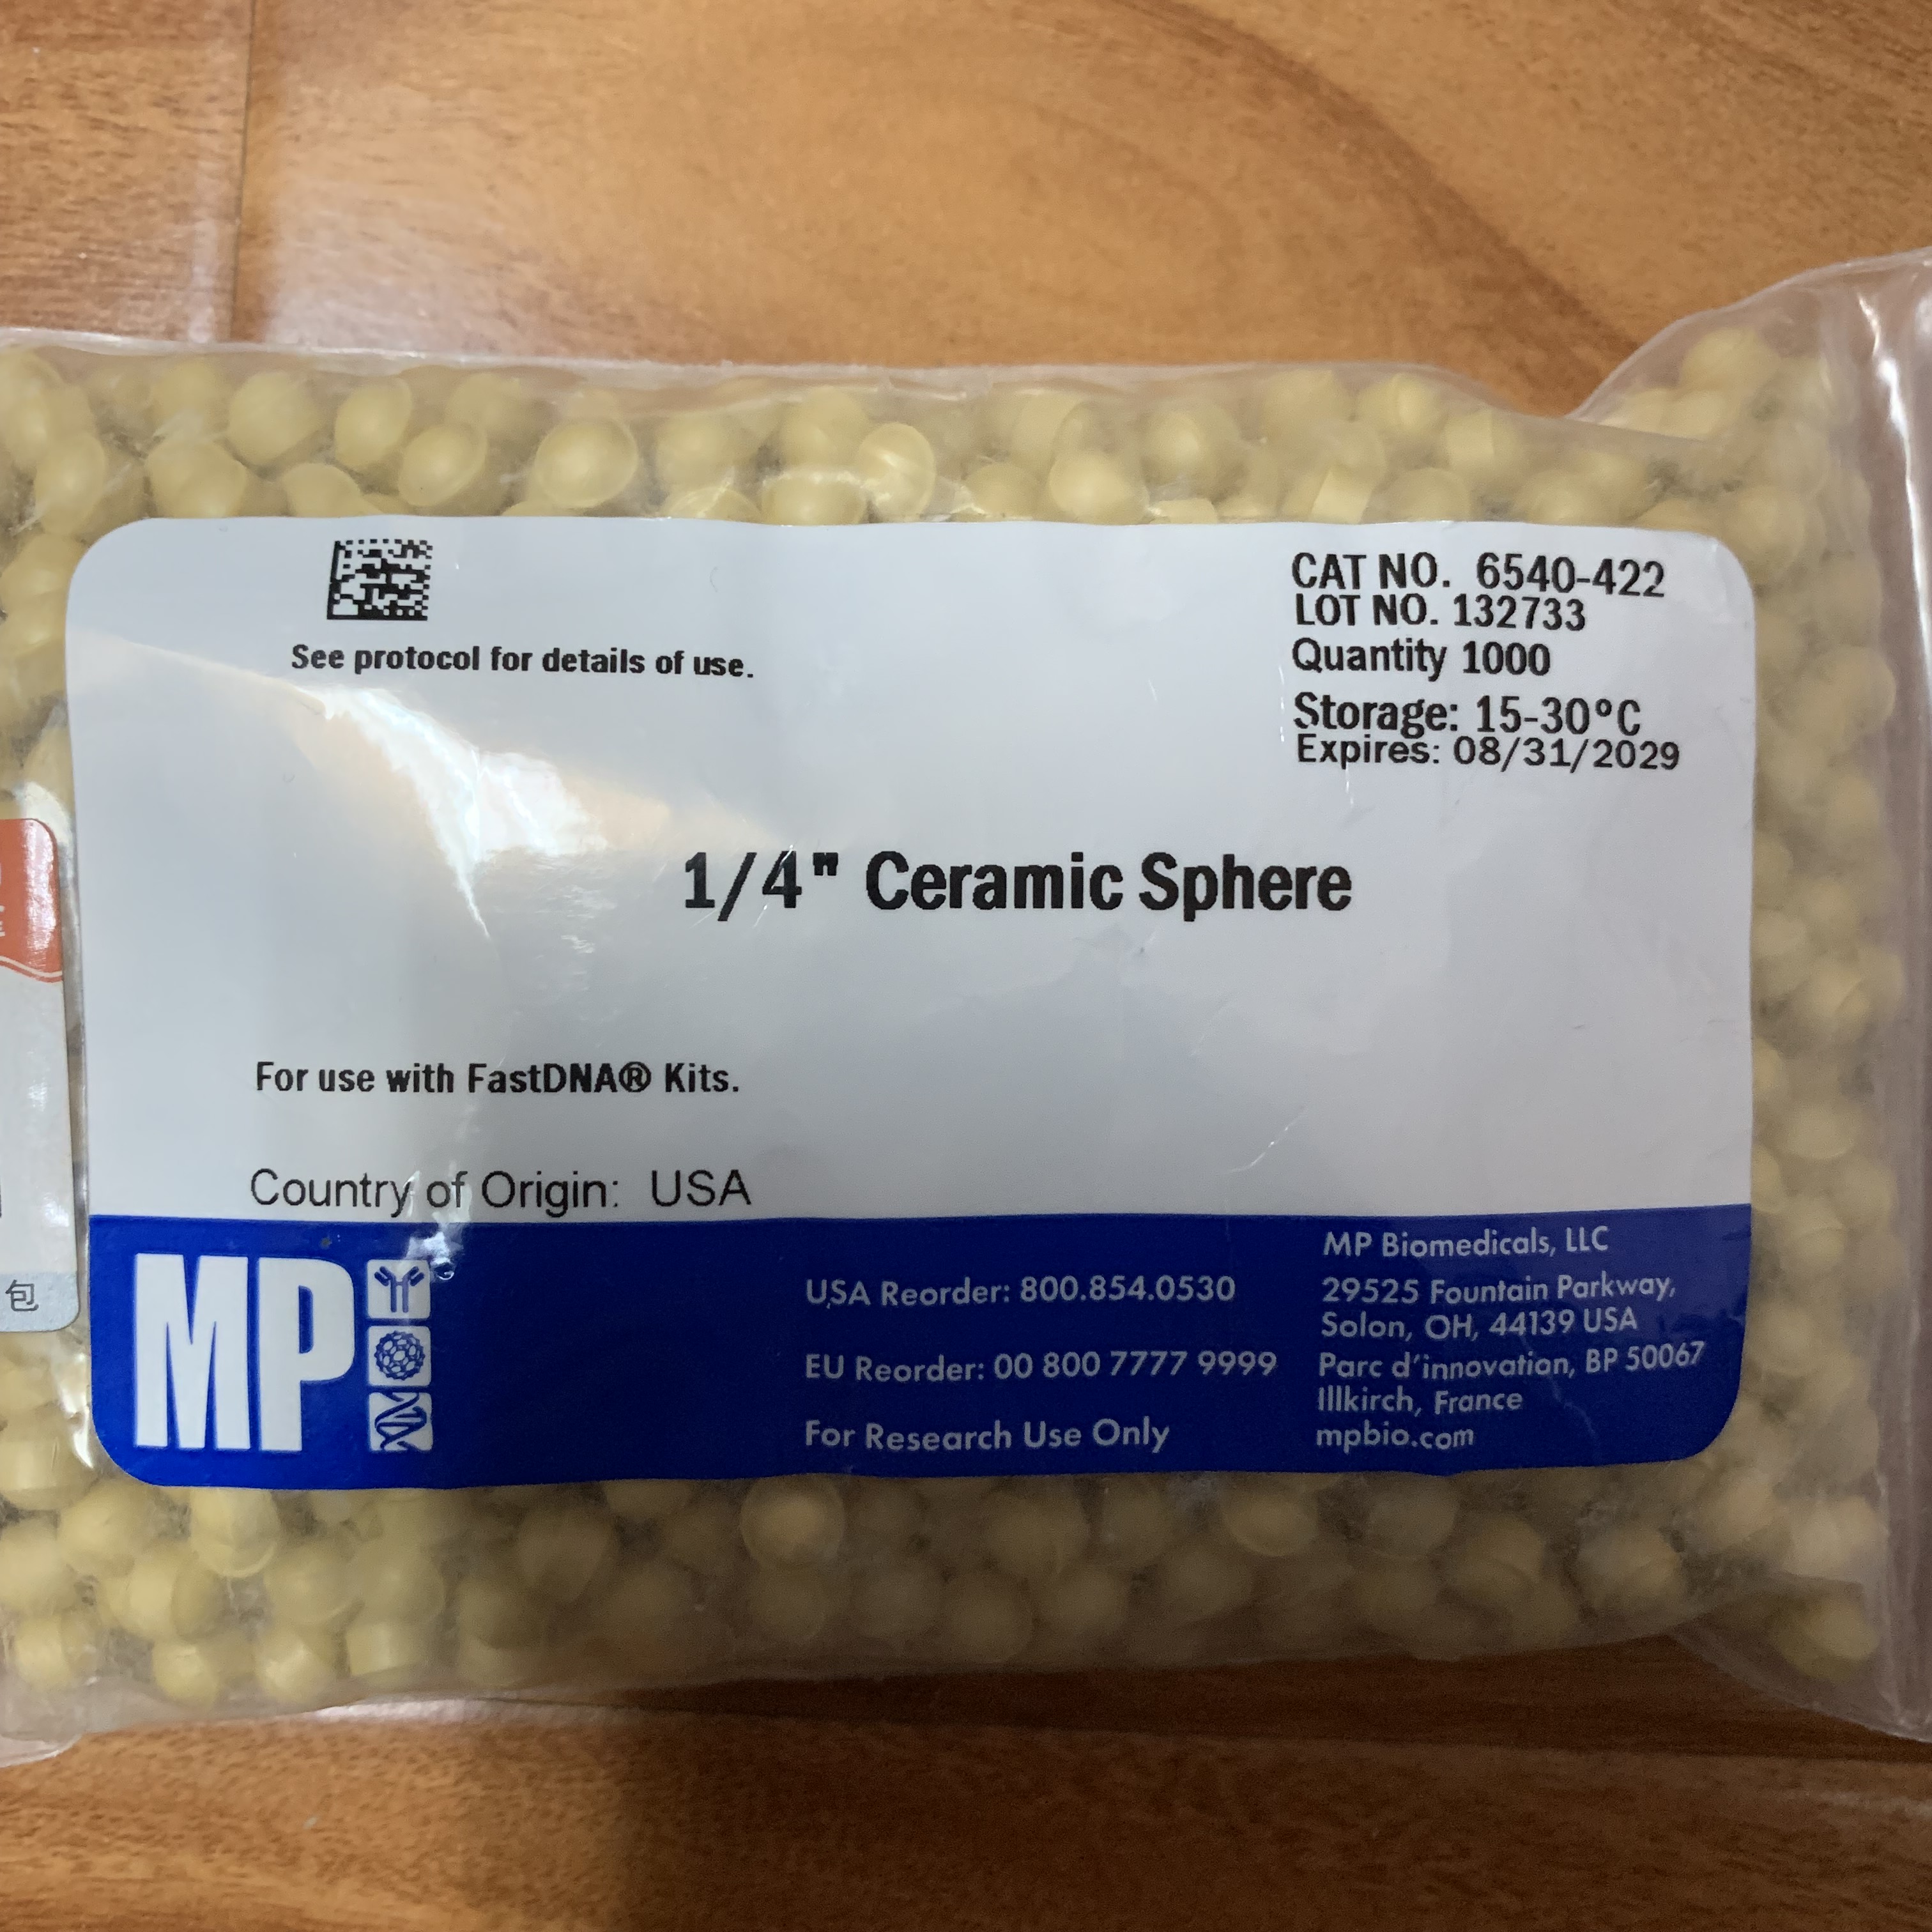 CAT NO. 6540-422
LOT NO. 132733
Quantity 1000
Storage: 15-30°C
Expires: 08/31/2029
See protocol for details of use.
1/4" Ceramic Sphere
For use with FastDNA® Kits.
Country of Origin: USA
MP
USA Reorder: 800.854.0530
EU Reorder: 00 800 7777 9999
For Research Use Only
MP Biomedicals, LLC
29525 Fountain Parkway,
Solon, OH, 44139 USA
Parc d'innovation, BP 50067
Illkirch, France
mpbio.com
包